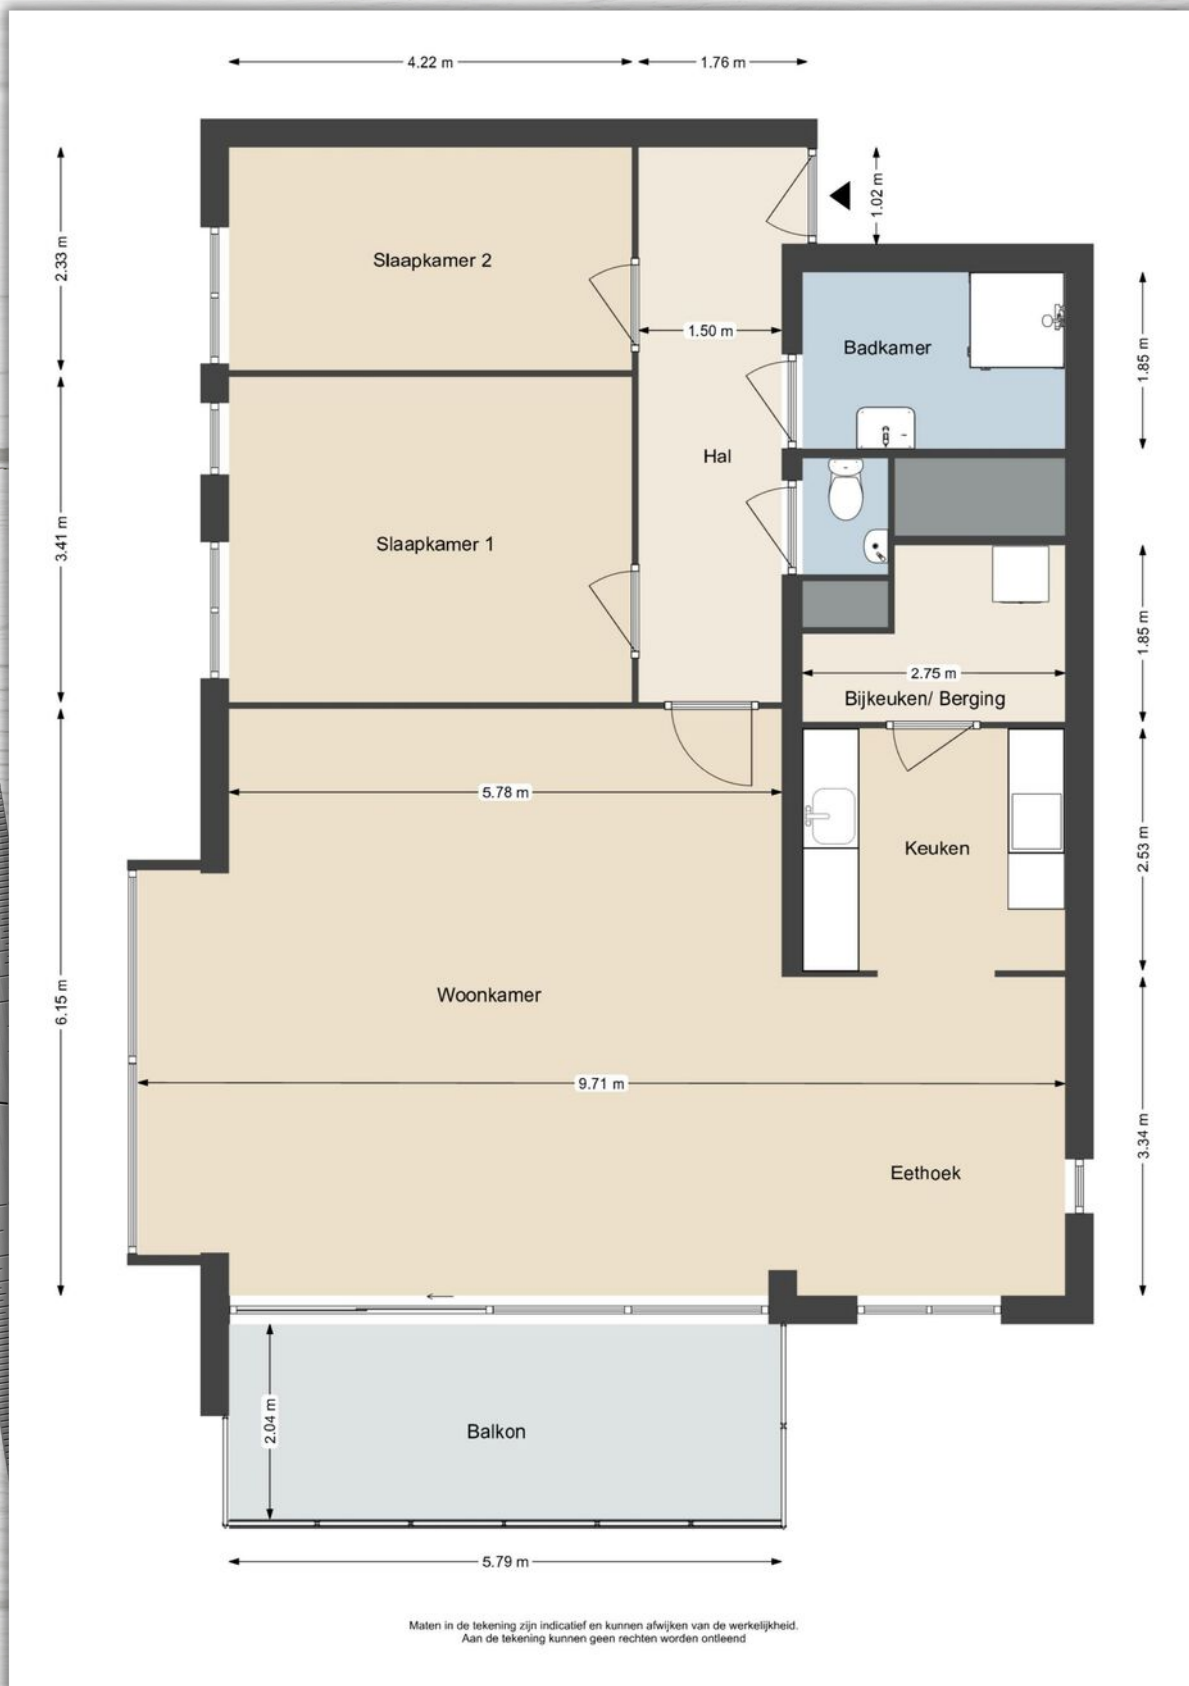 4.22 m
1.76 m
2.33 m
1.02 m
Slaapkamer 2
1.50 m
Badkamer
1.85 m
Hal
3.41 m
Slaapkamer 1
1.85 m
2.75 m
Bijkeuken/ Berging
5.78 m
Keuken
2.53 m
6.15 m
Woonkamer
9.71 m
3.34 m
Eethoek
2.04 m
Balkon
5.79 m
Maten in de tekening zijn indicatief en kunnen afwijken van de werkelijkheid.
Aan de tekening kunnen geen rechten worden ontleend